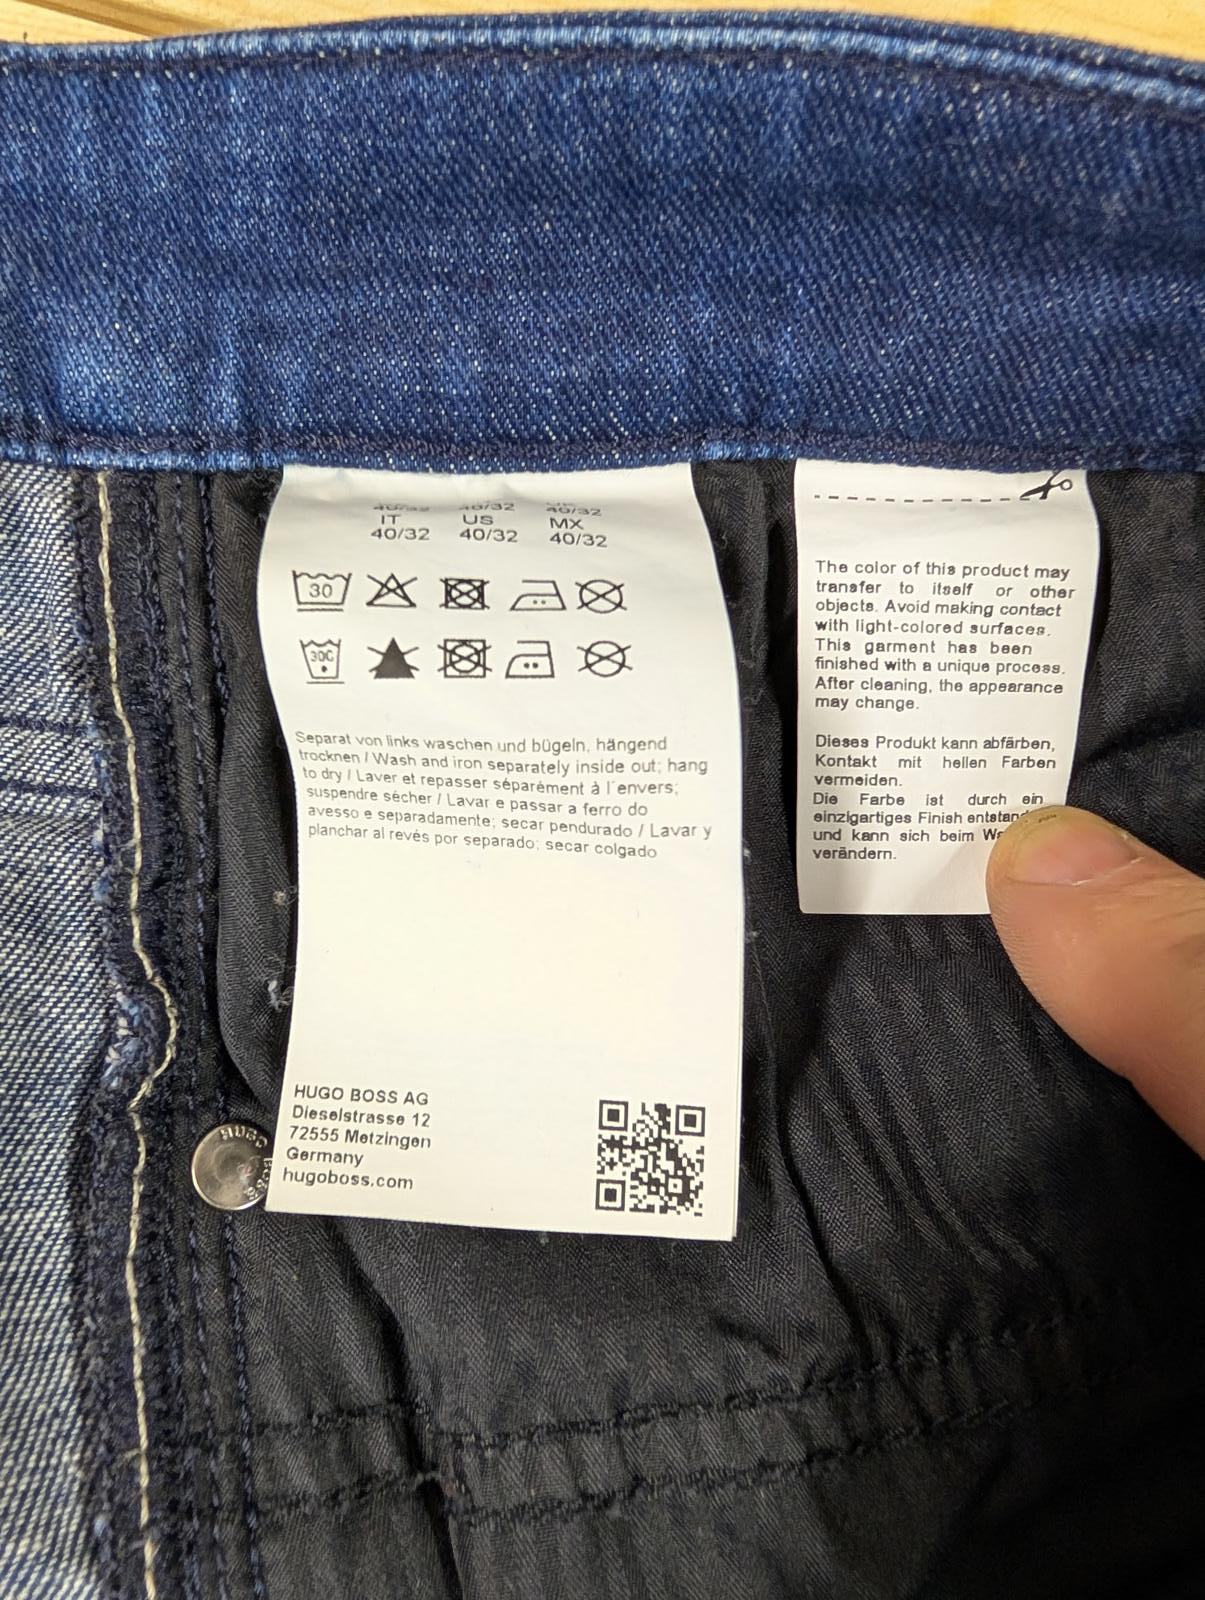 40/32 40/32
IT US MX
40/32 40/32 40/32
30
30C
Separat von links waschen und bügeln, hängend
trocknen / Wash and iron separately inside out; hang
to dry / Laver et repasser séparément à l'envers;
suspendre sécher / Lavar e passar a ferro do
avesso e separadamente; secar pendurado / Lavar y
planchar al revés por separado; secar colgado
HUGO BOSS AG
Dieselstrasse 12
72555 Metzingen
Germany
hugoboss.com
HUGO BOSS
The color of this product may
transfer to itself or other
objects. Avoid making contact
with light-colored surfaces.
This garment has been
finished with a unique process.
After cleaning, the appearance
may change.
Dieses Produkt kann abfärben,
Kontakt mit hellen Farben
vermeiden.
Die Farbe ist durch ein
einzigartiges Finish
und kann sich beim
verändern.